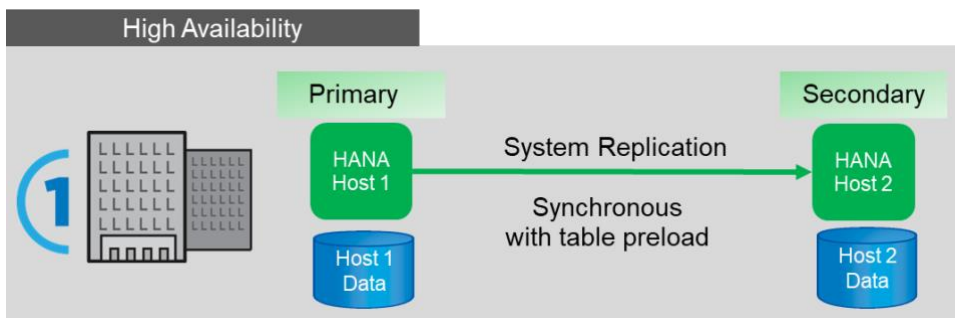 High Availability
Primary
Secondary
HANA
Host 1
System Replication
HANA
Host 2
Synchronous
with table preload
1
Host 1
Data
Host 2
Data